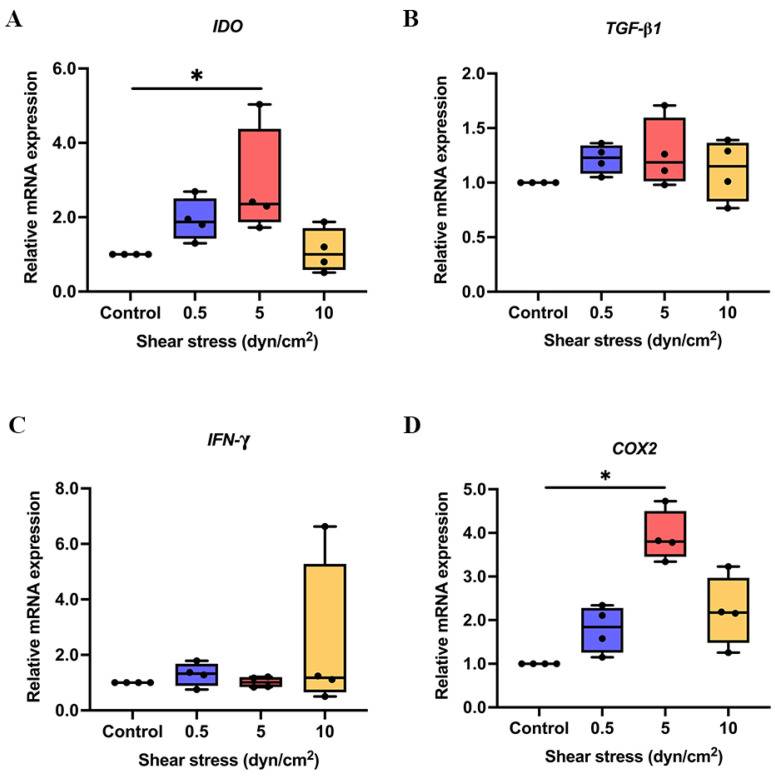 A
IDO
Relative mRNA expression
6.0
4.0
2.0
0.0
*
Control 0.5 5 10
Shear stress (dyn/cm²)
B
TGF-β1
Relative mRNA expression
2.0
1.5
1.0
0.5
0.0
Control 0.5 5 10
Shear stress (dyn/cm²)
C
IFN-γ
Relative mRNA expression
8.0
6.0
4.0
2.0
0.0
Control 0.5 5 10
Shear stress (dyn/cm²)
D
COX2
Relative mRNA expression
5.0
4.0
3.0
2.0
1.0
0.0
*
Control 0.5 5 10
Shear stress (dyn/cm²)